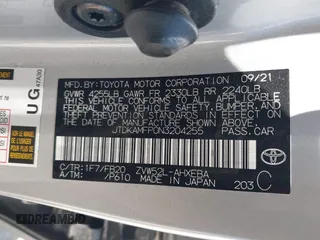 MFD.BY:TOYOTA MOTOR CORPORATION 09/21
GVWR 4255LB GAWR FR 2330LB RR 2240LB
THIS VEHICLE CONFORMS TO ALL APPLICABLE
FEDERAL MOTOR VEHICLE SAFETY, BUMPER, AND
THEFT PREVENTION STANDARDS IN EFFECT ON
THE DATE OF MANUFACTURE SHOWN ABOVE.
JTDKAMFP0N3204255 PASS.CAR
C/TR:1F7/FB20 ZVW52L-AHXEBA
A/TM: /P610 MADE IN JAPAN 203 C
TOYOTA
UG
47A30